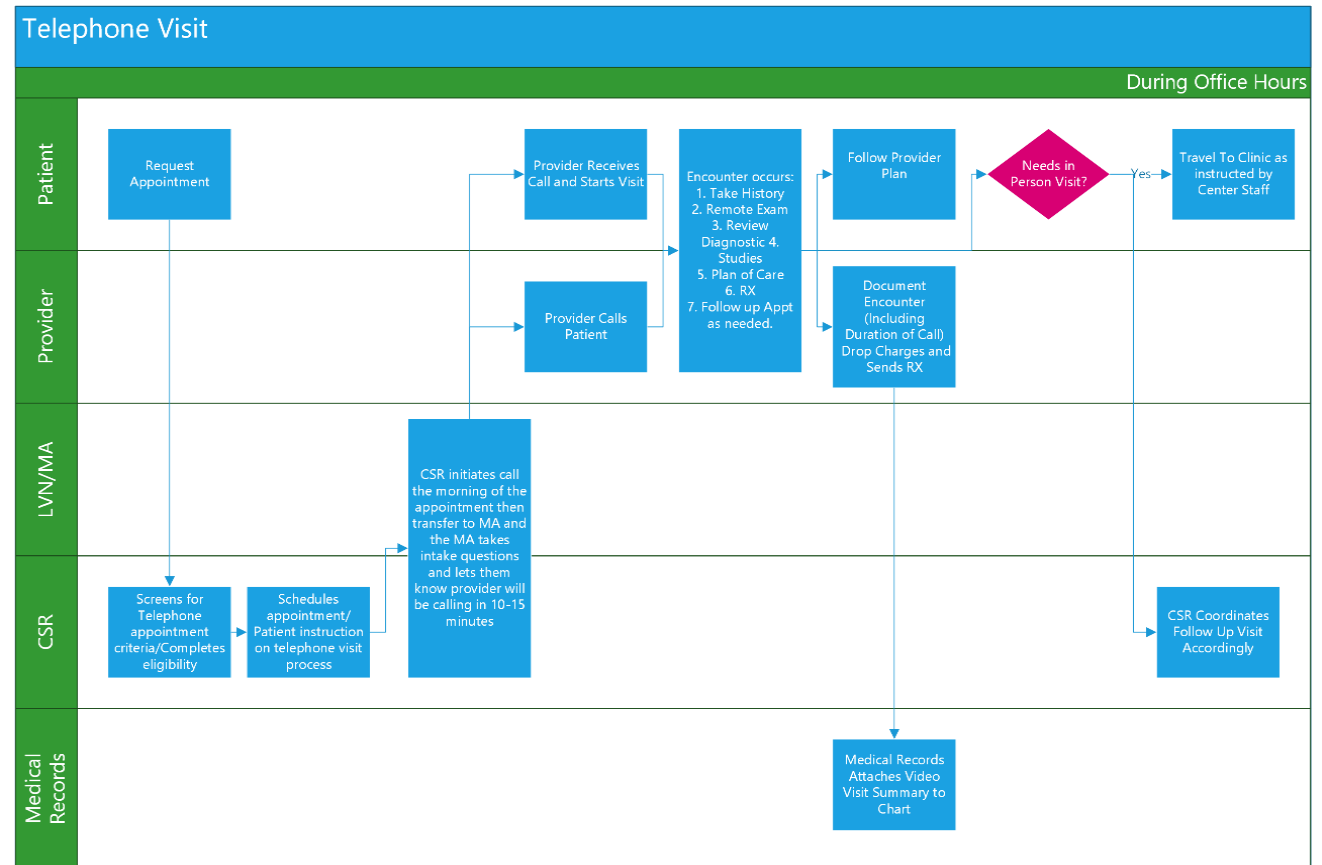 Telephone Visit
During Office Hours
Patient
Request
Appointment
Provider Receives
Call and Starts Visit
Encounter occurs:
1. Take History
2. Remote Exam
3. Review
Diagnostic 4.
Studies
5. Plan of Care
6. RX
7. Follow up Appt
as needed.
Follow Provider
Plan
Needs in
Person Visit?
Yes
Travel To Clinic as
instructed by
Center Staff
Provider
Provider Calls
Patient
Document
Encounter
(Including
Duration of Call)
Drop Charges and
Sends RX
LVN/MA
CSR initiates call
the morning of the
appointment then
transfer to MA and
the MA takes
intake questions
and lets them
know provider will
be calling in 10-15
minutes
CSR
Screens for
Telephone
appointment
criteria/Completes
eligibility
Schedules
appointment/
Patient instruction
on telephone visit
process
CSR Coordinates
Follow Up Visit
Accordingly
Medical
Records
Medical Records
Attaches Video
Visit Summary to
Chart